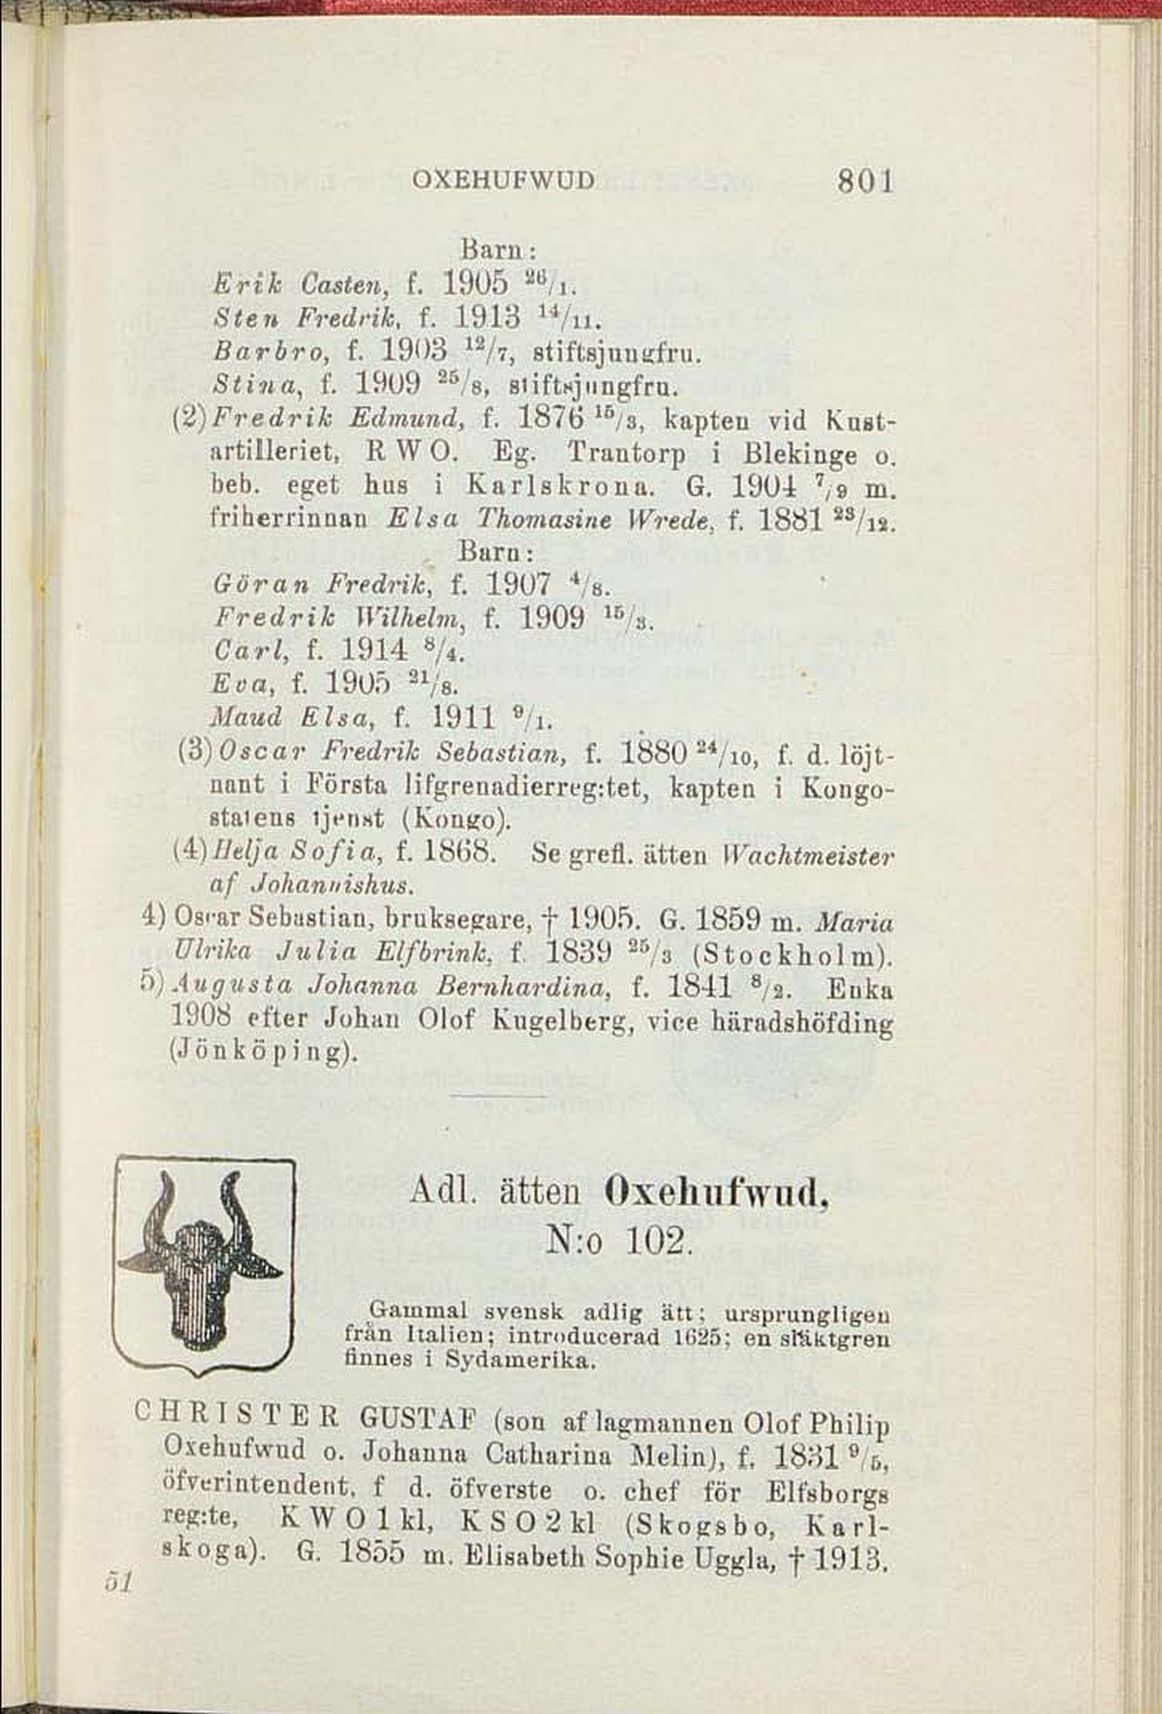 OXEHUFWUD 801
Barn:
Erik Casten, f. 1905 26/1.
Sten Fredrik, f. 1913 14/11.
Barbro, f. 1903 12/7, stiftsjungfru.
Stina, f. 1909 25/8, stiftsjungfru.
(2) Fredrik Edmund, f. 1876 15/3, kapten vid Kust-
artilleriet, R W O. Eg. Trantorp i Blekinge o.
beb. eget hus i Karlskrona. G. 1904 7/9 m.
friherrinnan Elsa Thomasine Wrede, f. 1881 23/12.
Barn:
Göran Fredrik, f. 1907 4/8.
Fredrik Wilhelm, f. 1909 15/3.
Carl, f. 1914 8/4.
Eva, f. 1905 21/8.
Maud Elsa, f. 1911 9/1.
(3) Oscar Fredrik Sebastian, f. 1880 24/10, f. d. löjt-
nant i Första lifgrenadierreg:tet, kapten i Kongo-
statens tjenst (Kongo).
(4) Helja Sofia, f. 1868. Se grefl. ätten Wachtmeister
af Johannishus.
4) Oscar Sebastian, bruksegare, † 1905. G. 1859 m. Maria
Ulrika Julia Elfbrink, f. 1839 25/3 (Stockholm).
5) Augusta Johanna Bernhardina, f. 1841 8/2. Enka
1908 efter Johan Olof Kugelberg, vice häradshöfding
(Jönköping).
Adl. ätten Oxehufwud.
N:o 102.
Gammal svensk adlig ätt; ursprungligen
från Italien; introducerad 1625; en släktgren
finnes i Sydamerika.
CHRISTER GUSTAF (son af lagmannen Olof Philip
Oxehufwud o. Johanna Catharina Melin), f. 1831 9/5,
öfverintendent, f d. öfverste o. chef för Elfsborgs
reg:te, K W O 1 kl, K S O 2 kl (Skogsbo, Karl-
skoga). G. 1855 m. Elisabeth Sophie Uggla, † 1913.
51